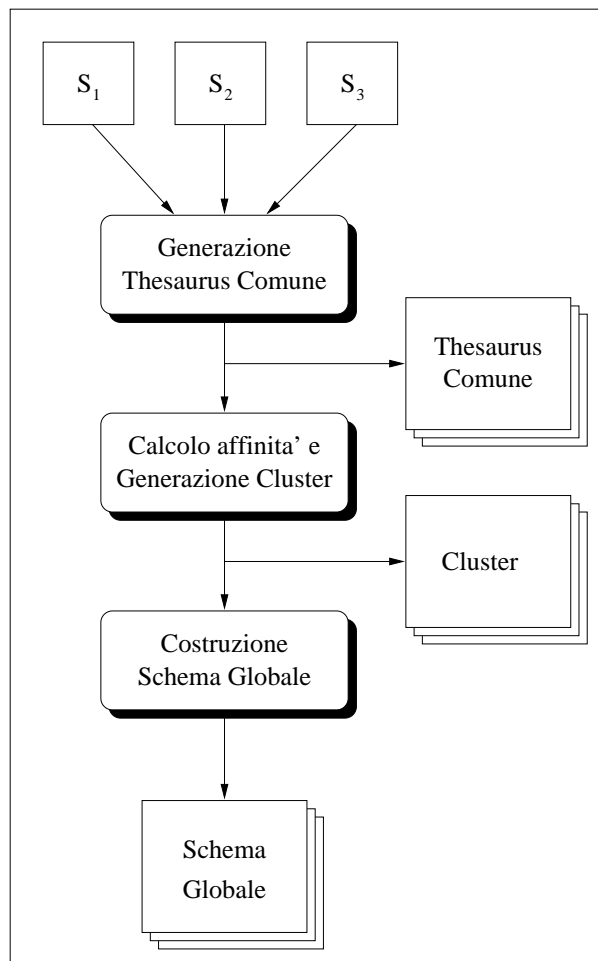 S1
S2
S3
Generazione
Thesaurus Comune
Thesaurus
Comune
Calcolo affinita' e
Generazione Cluster
Cluster
Costruzione
Schema Globale
Schema
Globale